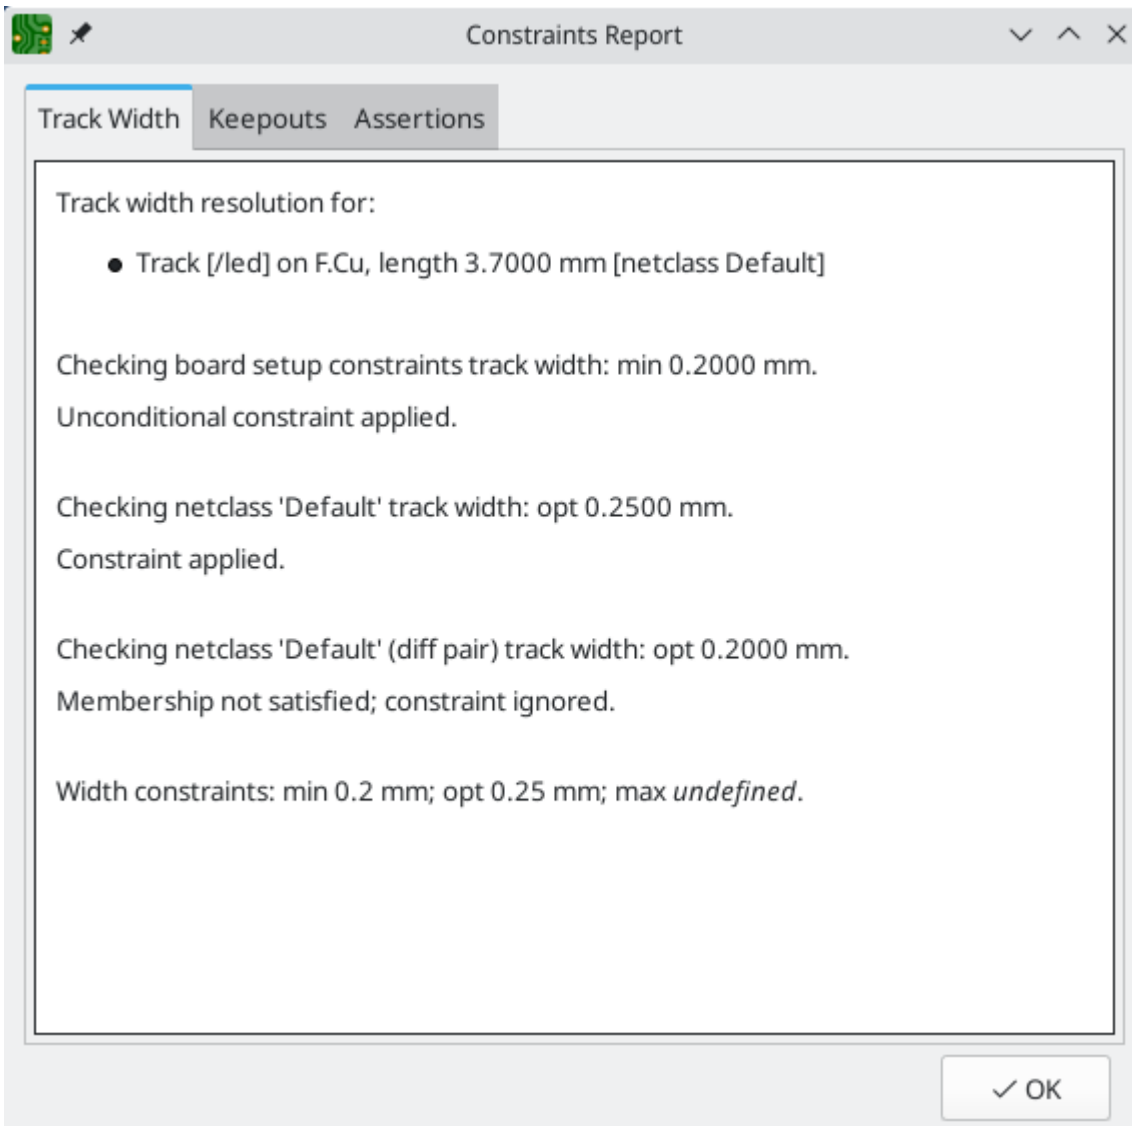 Constraints Report
Track Width Keepouts Assertions
Track width resolution for:
● Track [/led] on F.Cu, length 3.7000 mm [netclass Default]
Checking board setup constraints track width: min 0.2000 mm.
Unconditional constraint applied.
Checking netclass 'Default' track width: opt 0.2500 mm.
Constraint applied.
Checking netclass 'Default' (diff pair) track width: opt 0.2000 mm.
Membership not satisfied; constraint ignored.
Width constraints: min 0.2 mm; opt 0.25 mm; max undefined.
OK